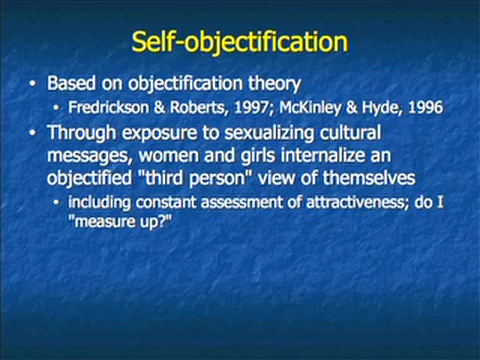 Self-objectification
• Based on objectification theory
• Fredrickson & Roberts, 1997; McKinley & Hyde, 1996
• Through exposure to sexualizing cultural
messages, women and girls internalize an
objectified "third person" view of themselves
• including constant assessment of attractiveness; do I
"measure up?"